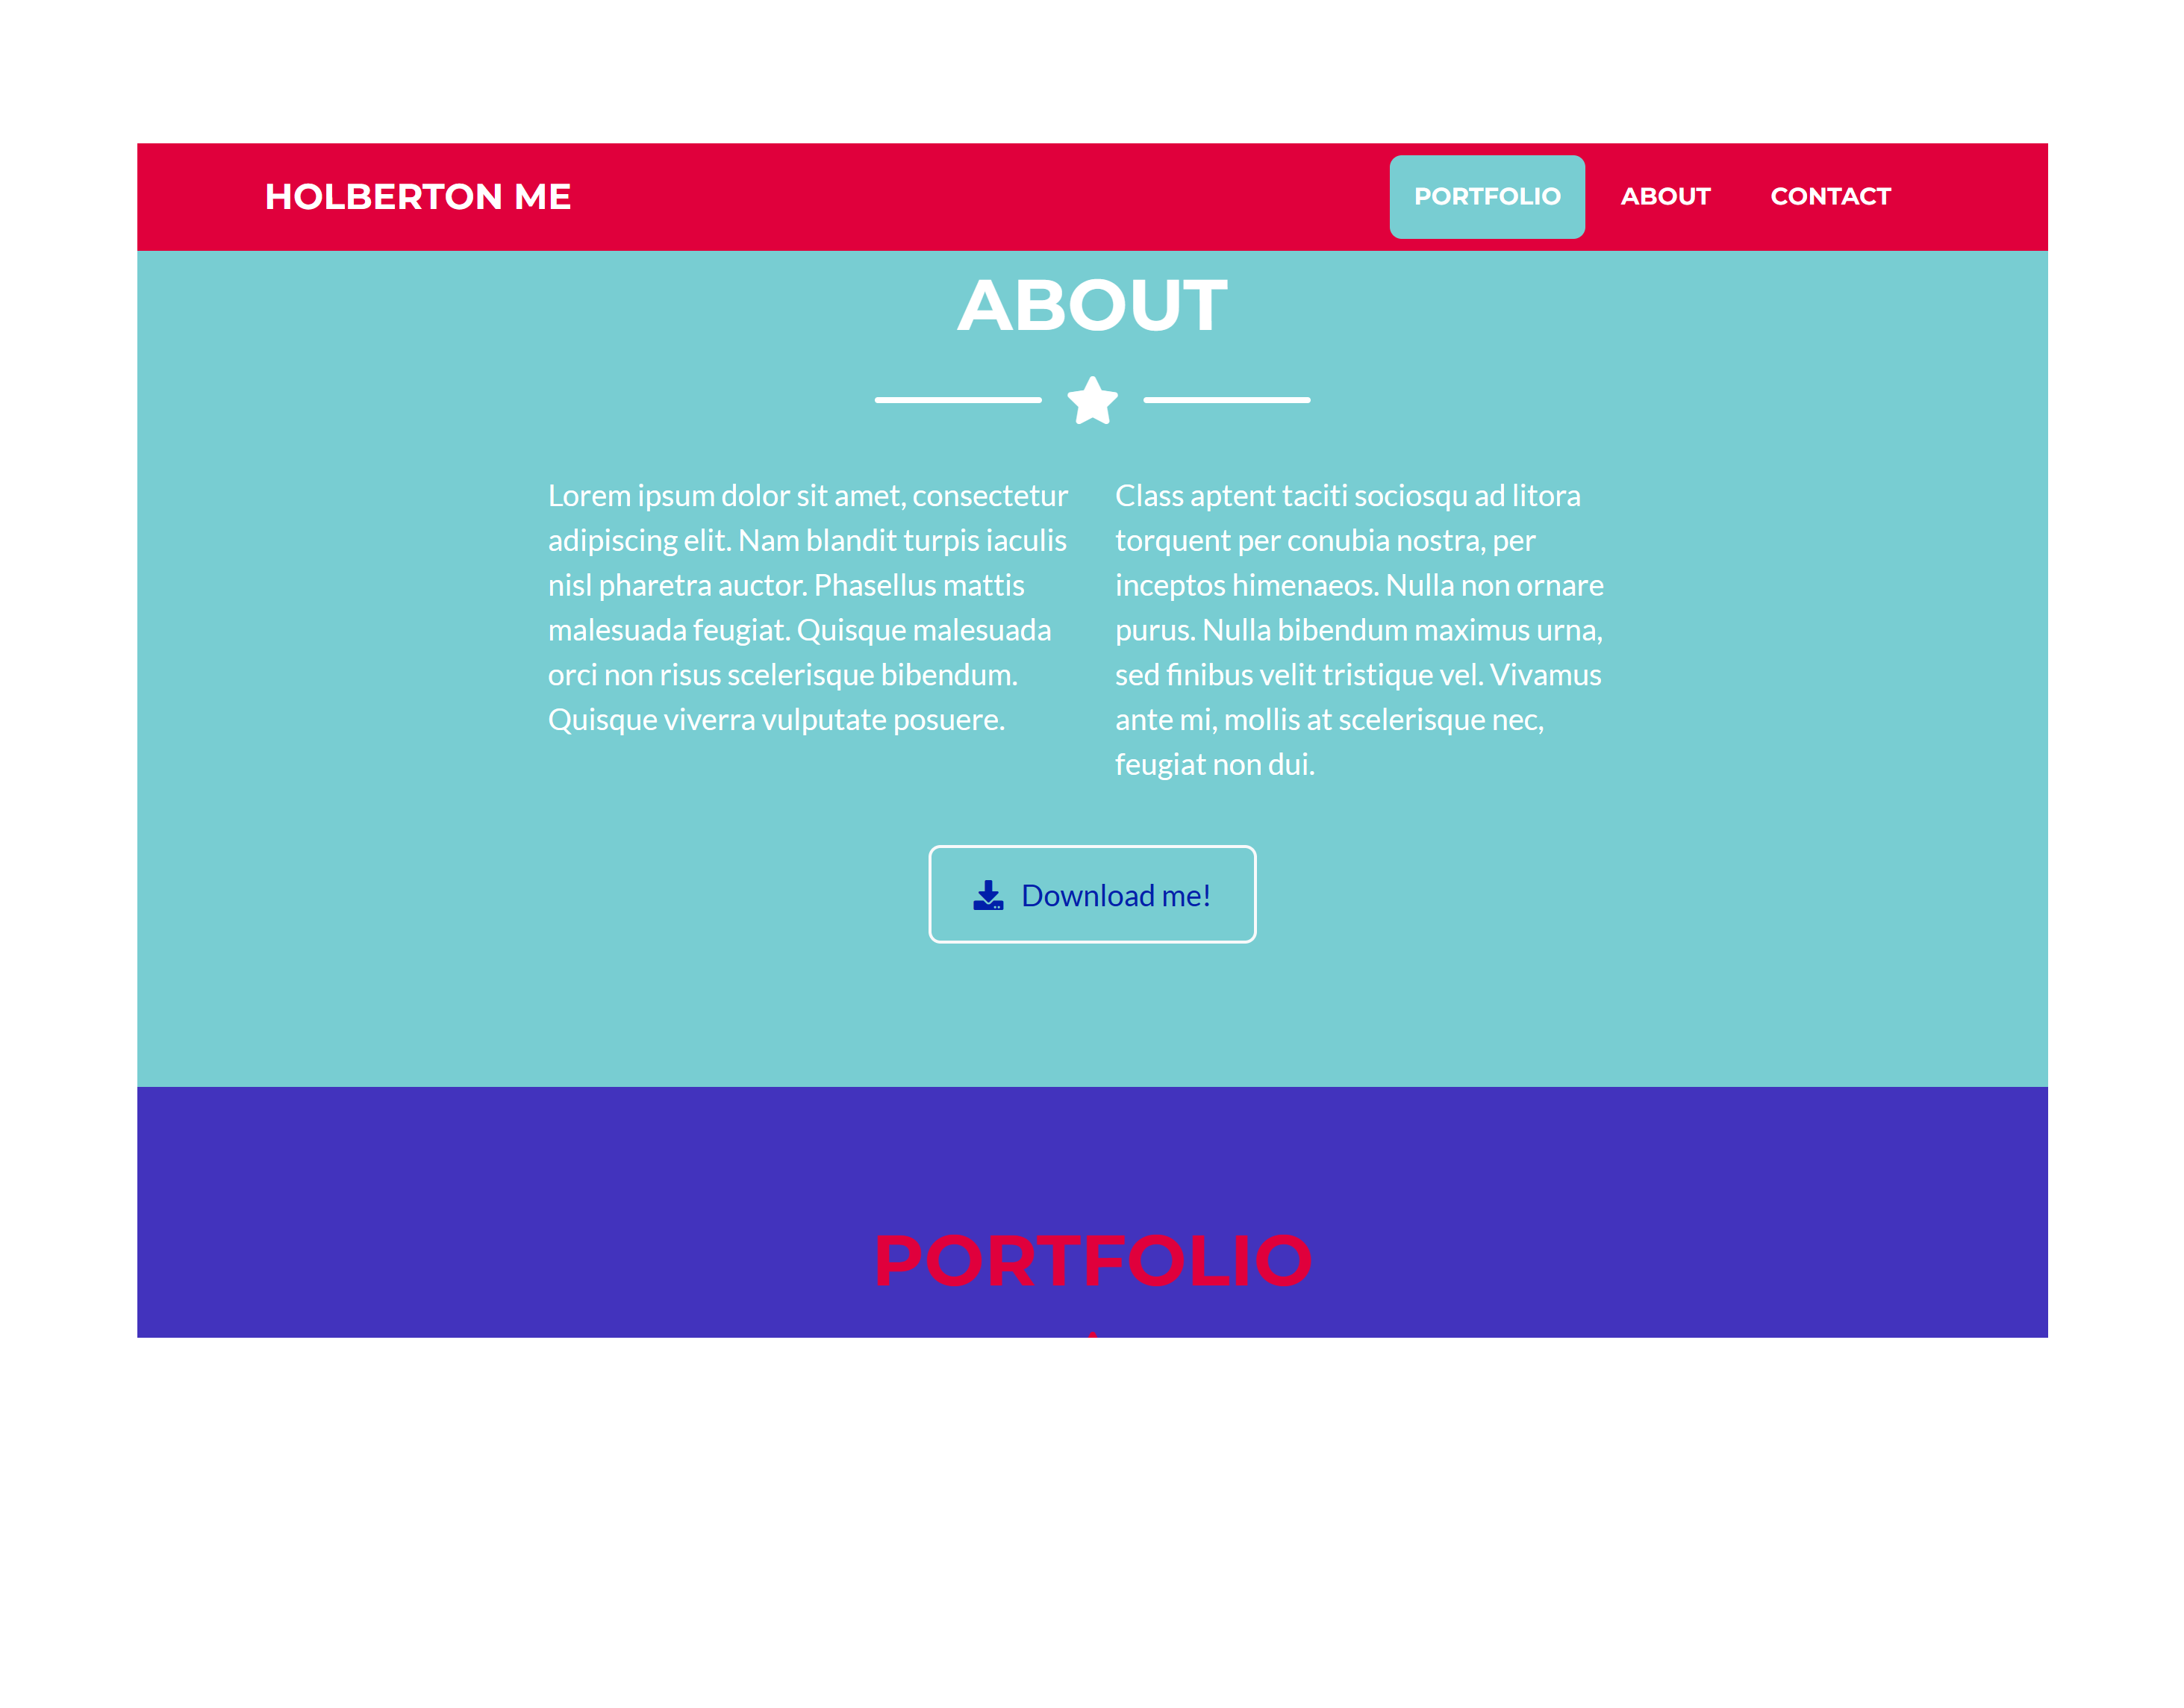 HOLBERTON ME
PORTFOLIO
ABOUT
CONTACT
ABOUT
Lorem ipsum dolor sit amet, consectetur
adipiscing elit. Nam blandit turpis iaculis
nisl pharetra auctor. Phasellus mattis
malesuada feugiat. Quisque malesuada
orci non risus scelerisque bibendum.
Quisque viverra vulputate posuere.
Class aptent taciti sociosqu ad litora
torquent per conubia nostra, per
inceptos himenaeos. Nulla non ornare
purus. Nulla bibendum maximus urna,
sed finibus velit tristique vel. Vivamus
ante mi, mollis at scelerisque nec,
feugiat non dui.
Download me!
PORTFOLIO